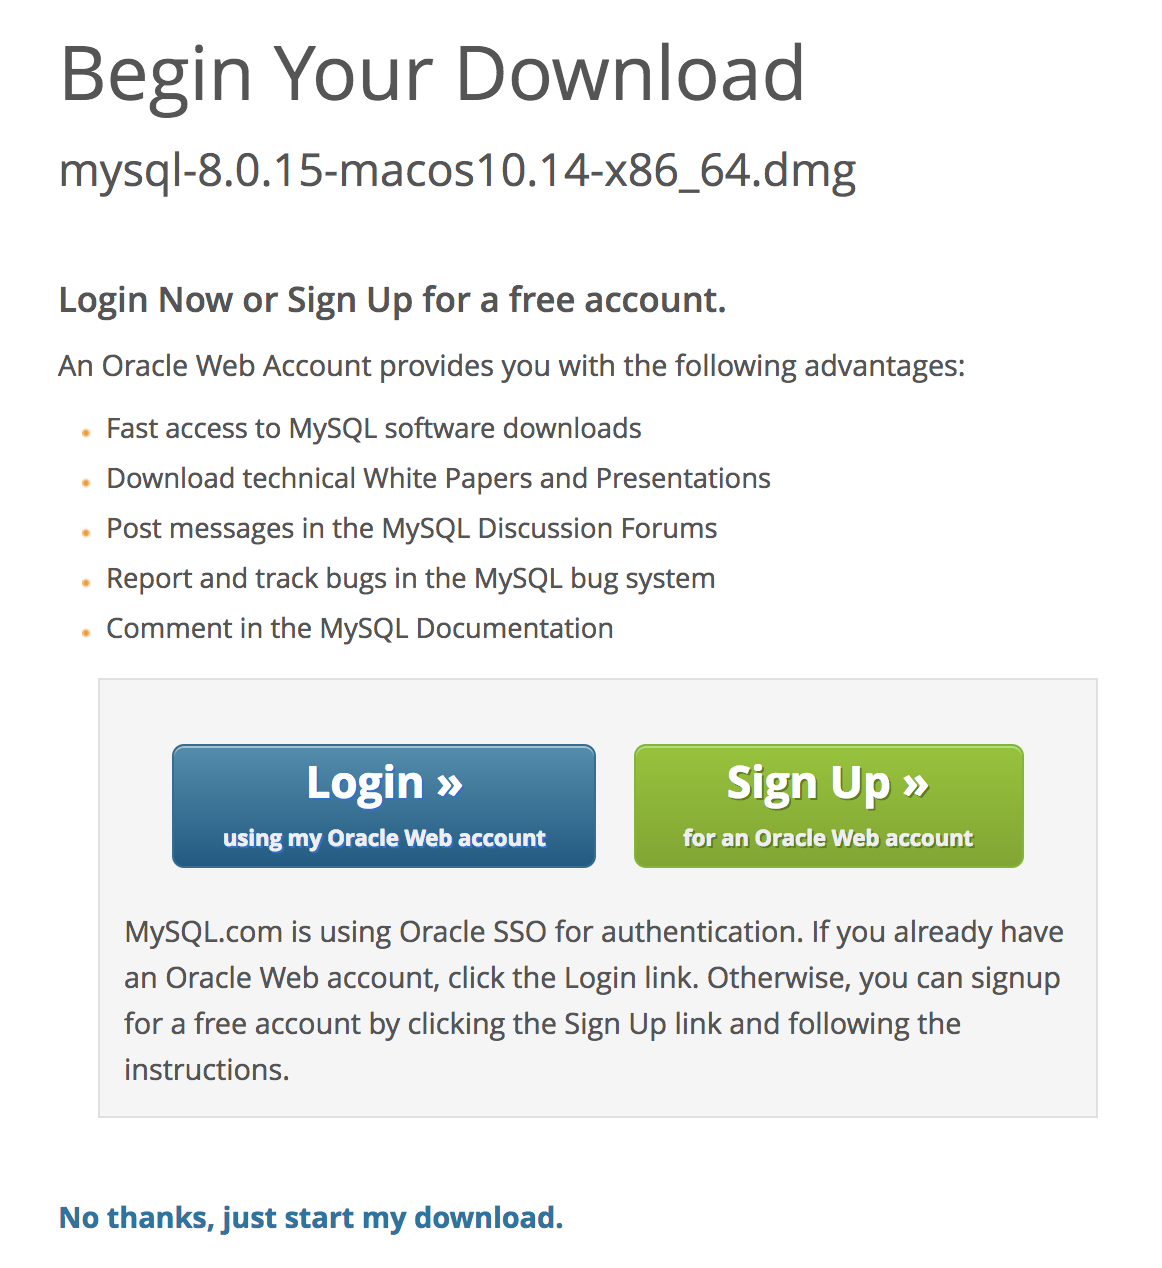 Begin Your Download
mysql-8.0.15-macos10.14-x86_64.dmg
Login Now or Sign Up for a free account.
An Oracle Web Account provides you with the following advantages:
Fast access to MySQL software downloads
Download technical White Papers and Presentations
Post messages in the MySQL Discussion Forums
Report and track bugs in the MySQL bug system
Comment in the MySQL Documentation
Login »
using my Oracle Web account
Sign Up »
for an Oracle Web account
MySQL.com is using Oracle SSO for authentication. If you already have
an Oracle Web account, click the Login link. Otherwise, you can signup
for a free account by clicking the Sign Up link and following the
instructions.
No thanks, just start my download.